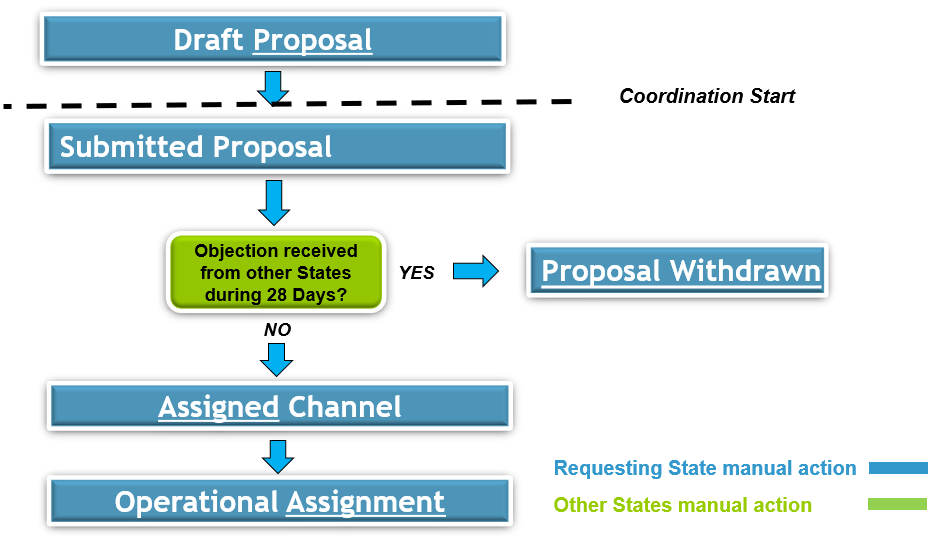 Draft Proposal
Coordination Start
Submitted Proposal
Objection received
from other States
during 28 Days?
YES
Proposal Withdrawn
NO
Assigned Channel
Operational Assignment
Requesting State manual action
Other States manual action